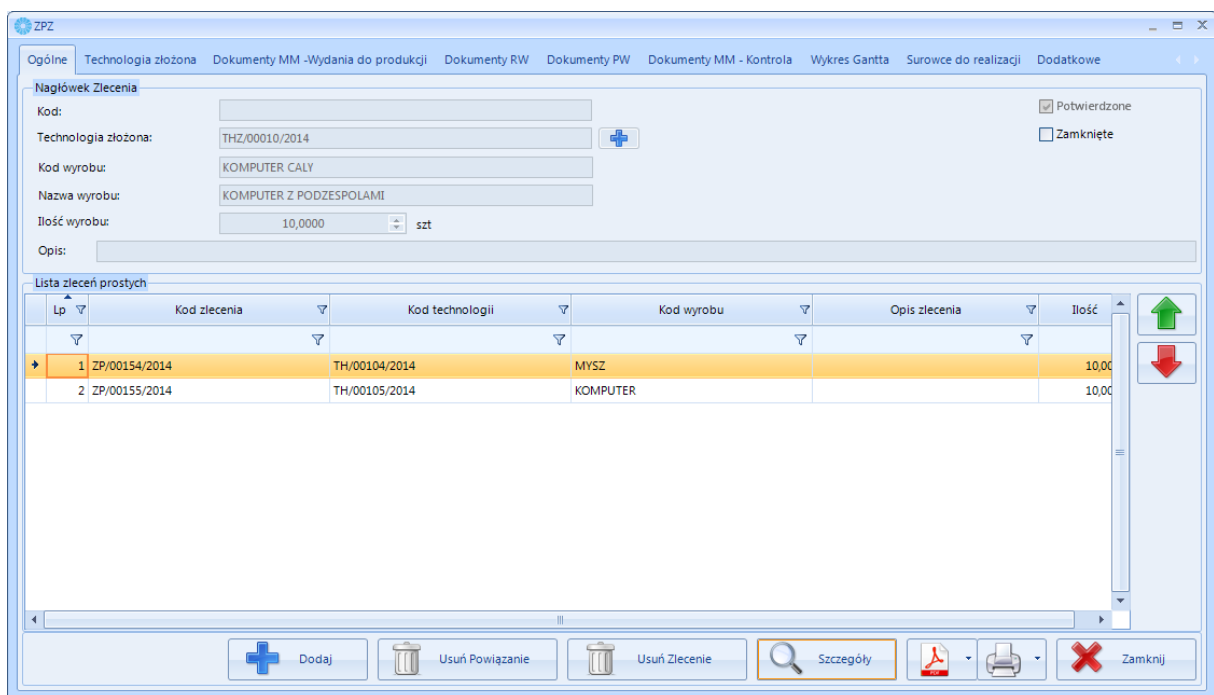 ZPZ
Ogólne Technologia złożona Dokumenty MM -Wydania do produkcji Dokumenty RW Dokumenty PW Dokumenty MM - Kontrola Wykres Gantta Surowce do realizacji Dodatkowe
Nagłówek Zlecenia
Kod: Potwierdzone
Technologia złożona: THZ/00010/2014 Zamknięte
Kod wyrobu: KOMPUTER CALY
Nazwa wyrobu: KOMPUTER Z PODZESPOLAMI
Ilość wyrobu: 10,0000 szt
Opis:
Lista zleceń prostych
Lp Kod zlecenia Kod technologii Kod wyrobu Opis zlecenia Ilość
1 ZP/00154/2014 TH/00104/2014 MYSZ 10,00
2 ZP/00155/2014 TH/00105/2014 KOMPUTER 10,00
Dodaj Usuń Powiązanie Usuń Zlecenie Szczegóły PDF Zamknij